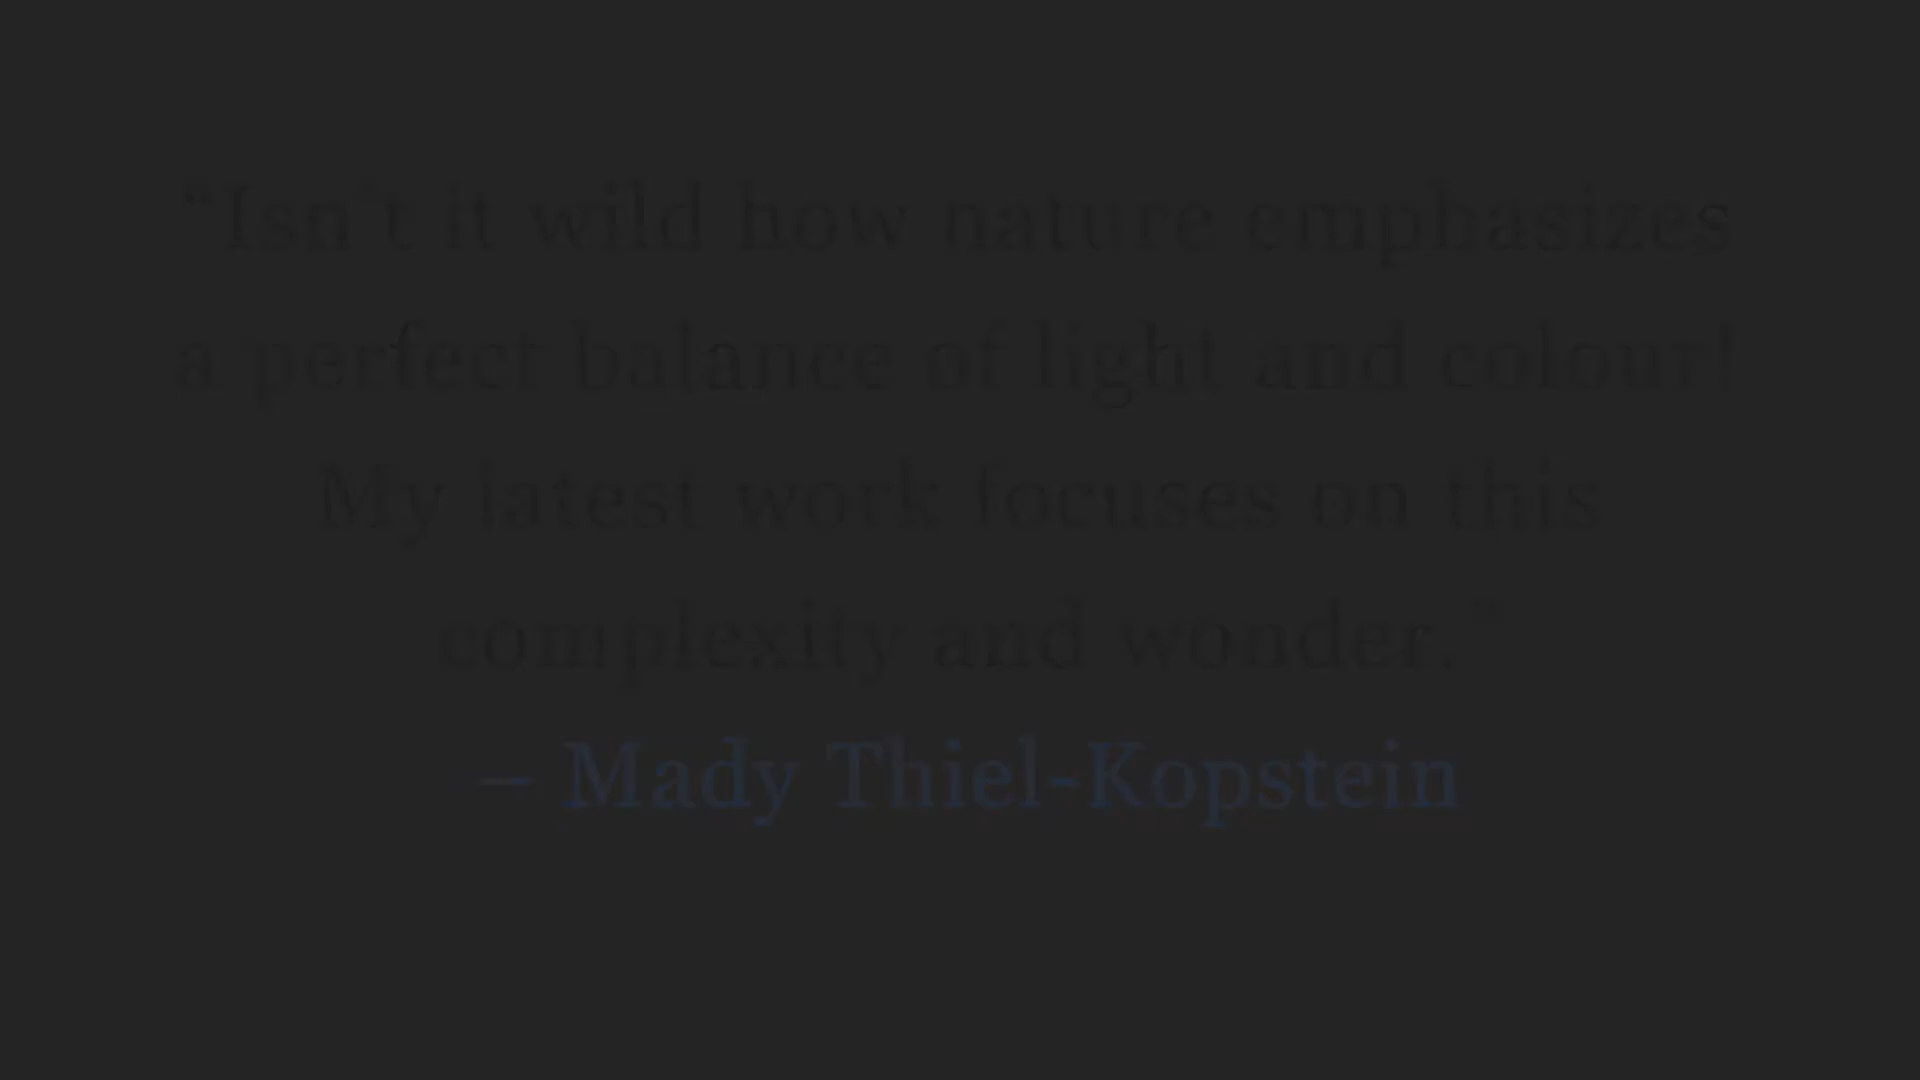 “Isn’t it wild how nature emphasizes
a perfect balance of light and colour!
My latest work focuses on this
complexity and wonder.”
– Mady Thiel-Kopstein